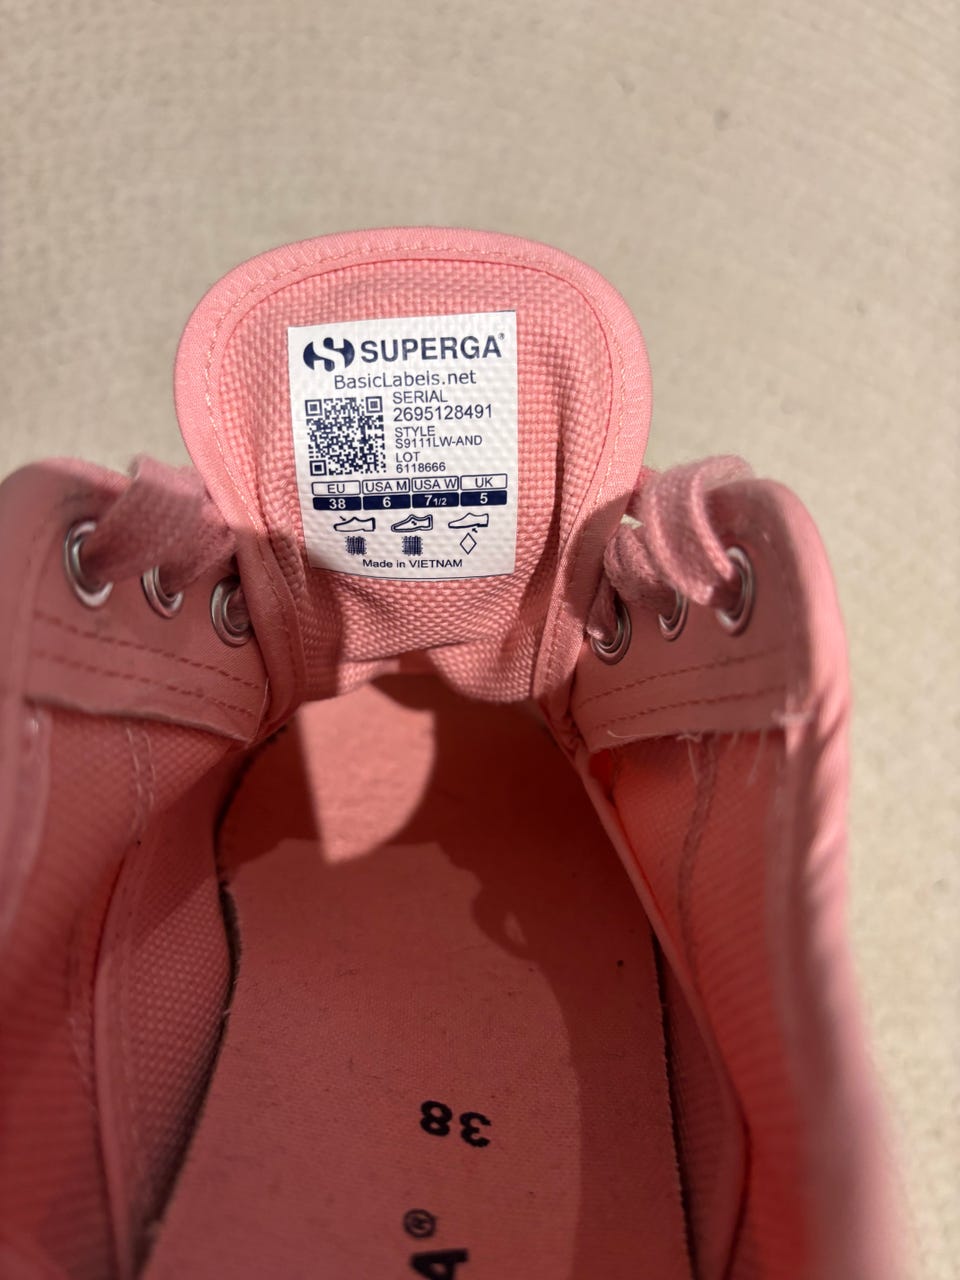 SUPERGA®
BasicLabels.net
SERIAL
2695128491
STYLE
S9111LW-AND
LOT
6118666
EU USA M USA W UK
38 6 7 1/2 5
Made in VIETNAM
38
A®